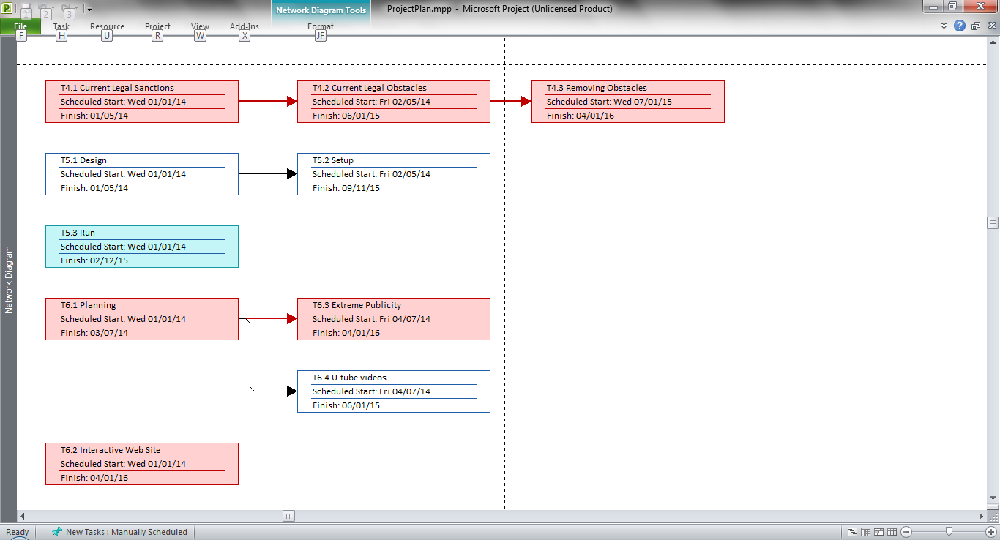 ProjectPlan.mpp - Microsoft Project (Unlicensed Product)
Network Diagram Tools
1 2 3
File Task Resource Project View Add-Ins Format
F H U R W X JF
T4.1 Current Legal Sanctions
Scheduled Start: Wed 01/01/14
Finish: 01/05/14
T4.2 Current Legal Obstacles
Scheduled Start: Fri 02/05/14
Finish: 06/01/15
T4.3 Removing Obstacles
Scheduled Start: Wed 07/01/15
Finish: 04/01/16
T5.1 Design
Scheduled Start: Wed 01/01/14
Finish: 01/05/14
T5.2 Setup
Scheduled Start: Fri 02/05/14
Finish: 09/11/15
T5.3 Run
Scheduled Start: Wed 01/01/14
Finish: 02/12/15
T6.1 Planning
Scheduled Start: Wed 01/01/14
Finish: 03/07/14
T6.3 Extreme Publicity
Scheduled Start: Fri 04/07/14
Finish: 04/01/16
T6.4 U-tube videos
Scheduled Start: Fri 04/07/14
Finish: 06/01/15
T6.2 Interactive Web Site
Scheduled Start: Wed 01/01/14
Finish: 04/01/16
Network Diagram
Ready
New Tasks : Manually Scheduled